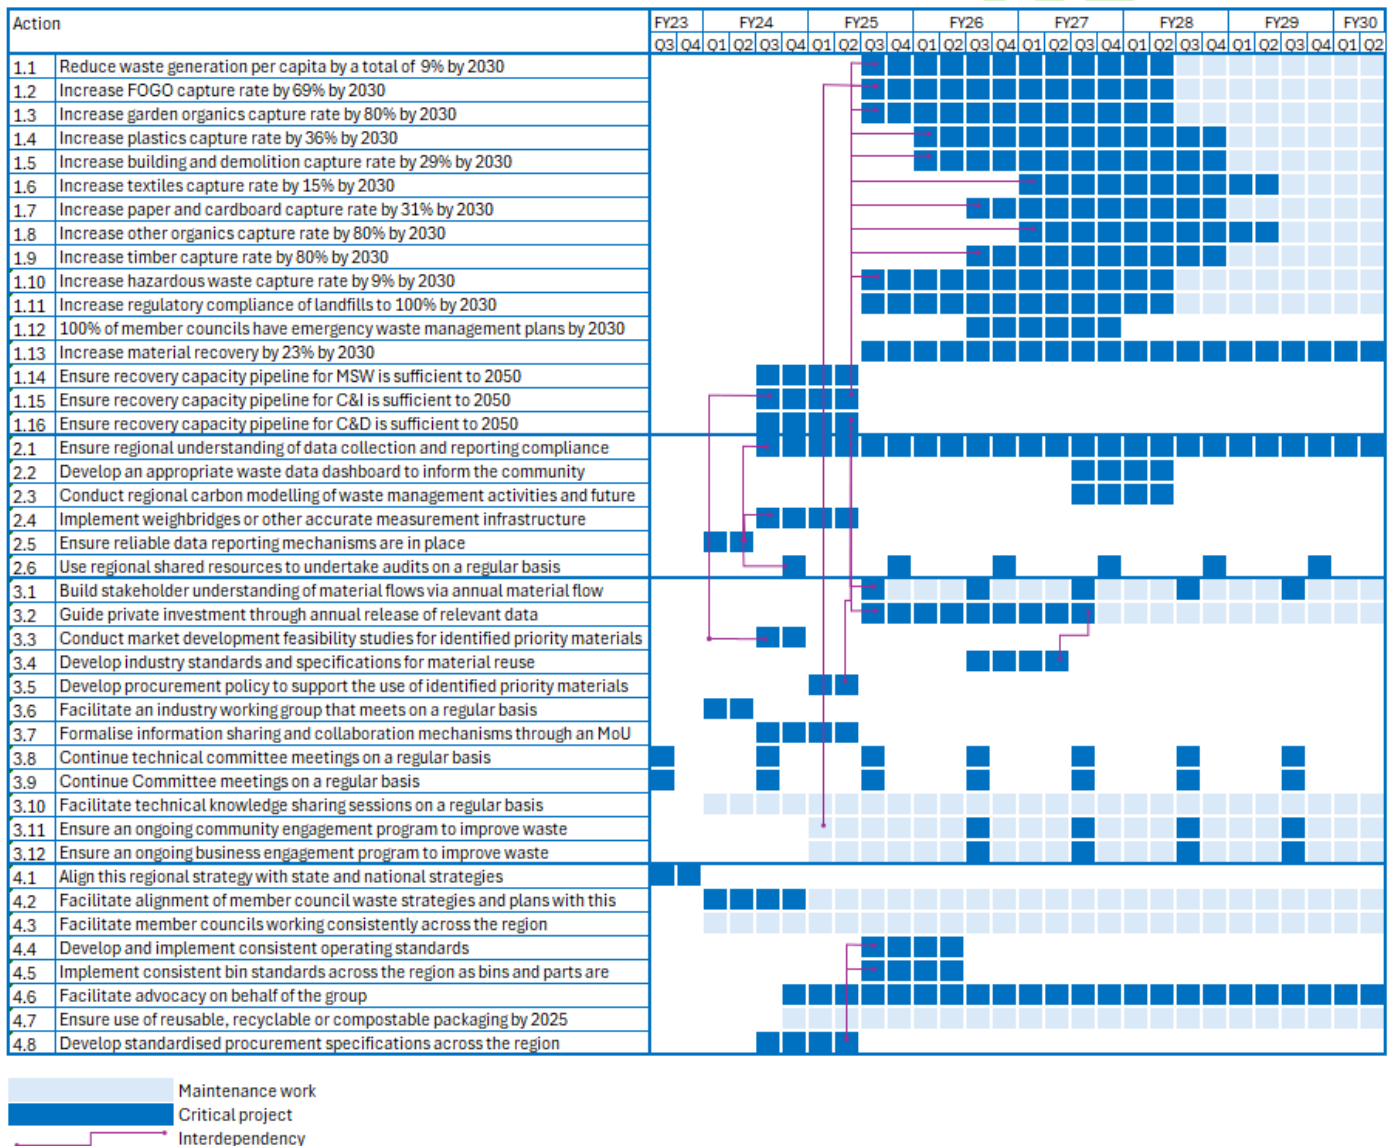 Action FY23 FY24 FY25 FY26 FY27 FY28 FY29 FY30
Q3 Q4 Q1 Q2 Q3 Q4 Q1 Q2 Q3 Q4 Q1 Q2 Q3 Q4 Q1 Q2 Q3 Q4 Q1 Q2 Q3 Q4 Q1 Q2 Q3 Q4 Q1 Q2
1.1 Reduce waste generation per capita by a total of 9% by 2030
1.2 Increase FOGO capture rate by 69% by 2030
1.3 Increase garden organics capture rate by 80% by 2030
1.4 Increase plastics capture rate by 36% by 2030
1.5 Increase building and demolition capture rate by 29% by 2030
1.6 Increase textiles capture rate by 15% by 2030
1.7 Increase paper and cardboard capture rate by 31% by 2030
1.8 Increase other organics capture rate by 80% by 2030
1.9 Increase timber capture rate by 80% by 2030
1.10 Increase hazardous waste capture rate by 9% by 2030
1.11 Increase regulatory compliance of landfills to 100% by 2030
1.12 100% of member councils have emergency waste management plans by 2030
1.13 Increase material recovery by 23% by 2030
1.14 Ensure recovery capacity pipeline for MSW is sufficient to 2050
1.15 Ensure recovery capacity pipeline for C&I is sufficient to 2050
1.16 Ensure recovery capacity pipeline for C&D is sufficient to 2050
2.1 Ensure regional understanding of data collection and reporting compliance
2.2 Develop an appropriate waste data dashboard to inform the community
2.3 Conduct regional carbon modelling of waste management activities and future
2.4 Implement weighbridges or other accurate measurement infrastructure
2.5 Ensure reliable data reporting mechanisms are in place
2.6 Use regional shared resources to undertake audits on a regular basis
3.1 Build stakeholder understanding of material flows via annual material flow
3.2 Guide private investment through annual release of relevant data
3.3 Conduct market development feasibility studies for identified priority materials
3.4 Develop industry standards and specifications for material reuse
3.5 Develop procurement policy to support the use of identified priority materials
3.6 Facilitate an industry working group that meets on a regular basis
3.7 Formalise information sharing and collaboration mechanisms through an MoU
3.8 Continue technical committee meetings on a regular basis
3.9 Continue Committee meetings on a regular basis
3.10 Facilitate technical knowledge sharing sessions on a regular basis
3.11 Ensure an ongoing community engagement program to improve waste
3.12 Ensure an ongoing business engagement program to improve waste
4.1 Align this regional strategy with state and national strategies
4.2 Facilitate alignment of member council waste strategies and plans with this
4.3 Facilitate member councils working consistently across the region
4.4 Develop and implement consistent operating standards
4.5 Implement consistent bin standards across the region as bins and parts are
4.6 Facilitate advocacy on behalf of the group
4.7 Ensure use of reusable, recyclable or compostable packaging by 2025
4.8 Develop standardised procurement specifications across the region
Maintenance work
Critical project
Interdependency